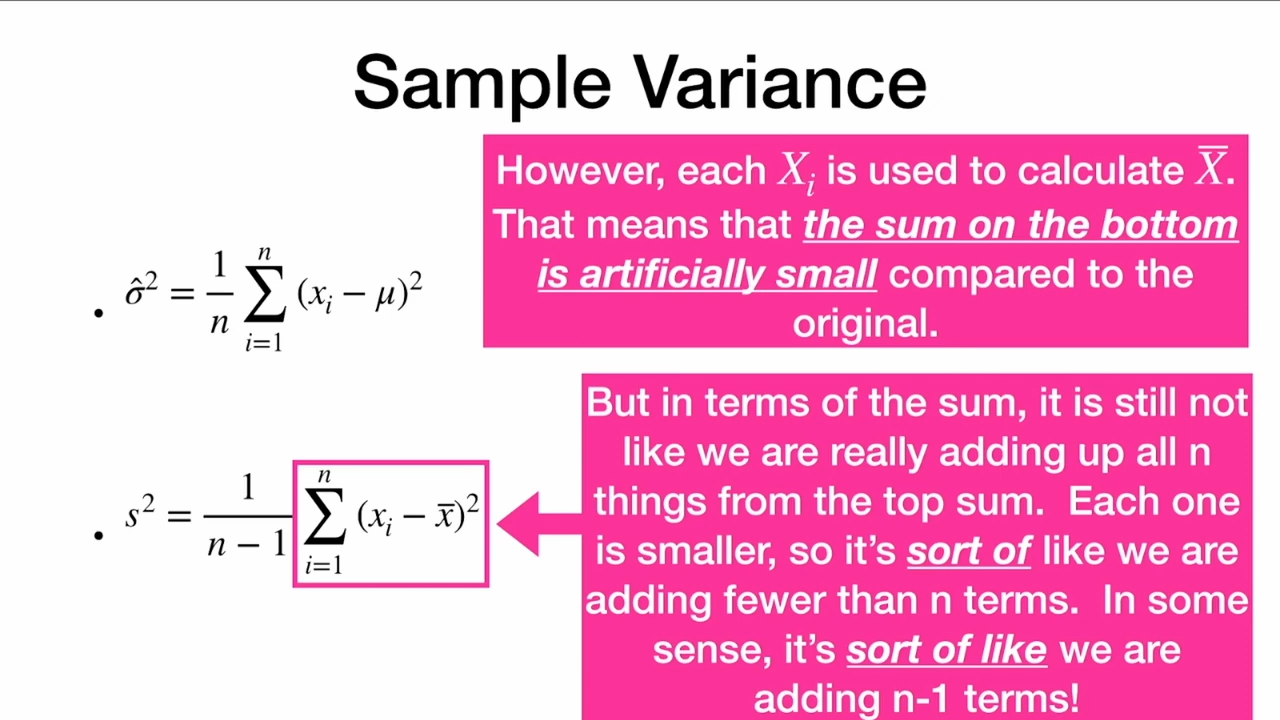 Sample Variance
However, each Xᵢ is used to calculate X̅.
That means that the sum on the bottom
is artificially small compared to the
original.
• σ̂² = 1/n ∑ᵢ₌₁ⁿ (xᵢ − μ)²
But in terms of the sum, it is still not
like we are really adding up all n
things from the top sum. Each one
is smaller, so it’s sort of like we are
adding fewer than n terms. In some
sense, it’s sort of like we are
adding n-1 terms!
• s² = 1/(n − 1) ∑ᵢ₌₁ⁿ (xᵢ − x̅)²